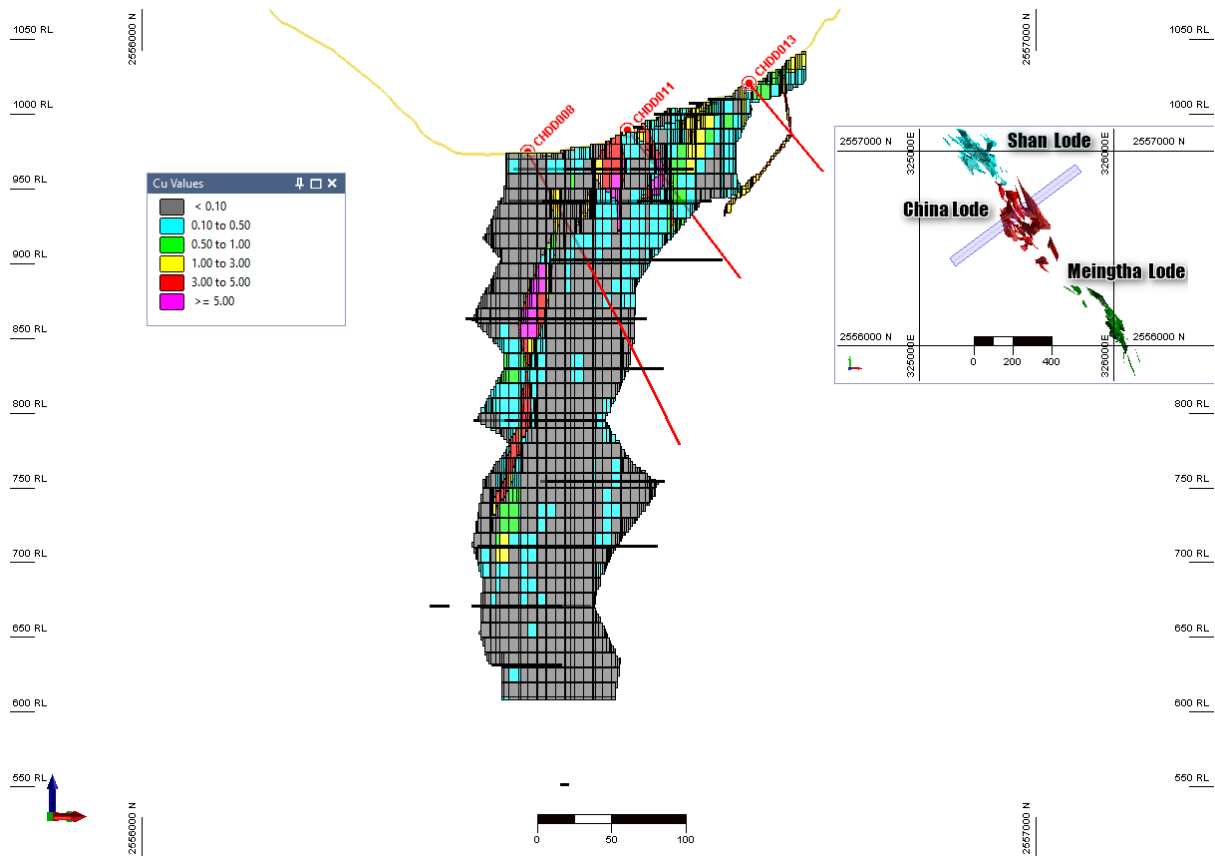 1050 RL
1000 RL
950 RL
900 RL
850 RL
800 RL
750 RL
700 RL
650 RL
600 RL
550 RL
2556000 N
2556000 N
Cu Values
< 0.10
0.10 to 0.50
0.50 to 1.00
1.00 to 3.00
3.00 to 5.00
>= 5.00
CHDD008
CHDD011
CHDD013
0
50
100
2557000 N
2557000 N
2557000 N
325000E
Shan Lode
326000E
2557000 N
China Lode
Meingtha Lode
2556000 N
325000E
0
200
400
326000E
2556000 N
1050 RL
1000 RL
950 RL
900 RL
850 RL
800 RL
750 RL
700 RL
650 RL
600 RL
550 RL